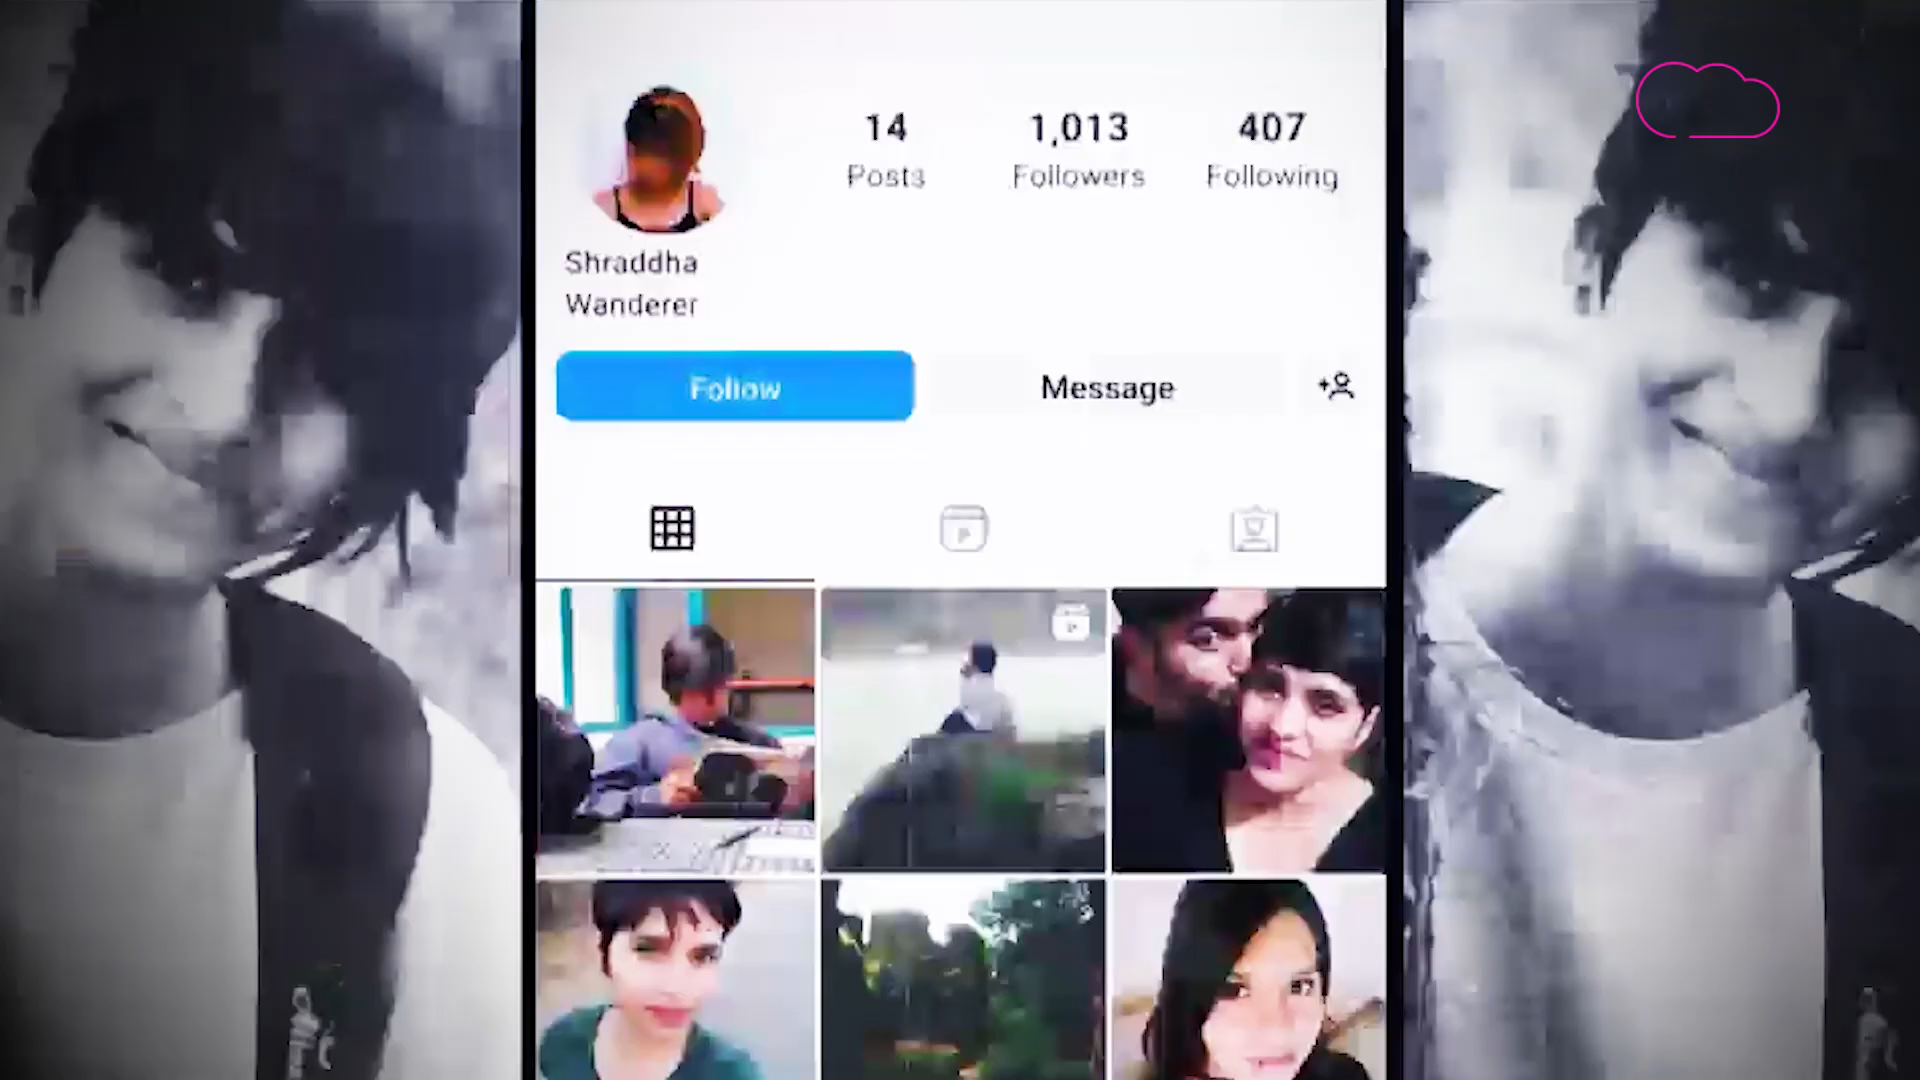 14 1,013 407
Posts Followers Following
Shraddha
Wanderer
Follow Message